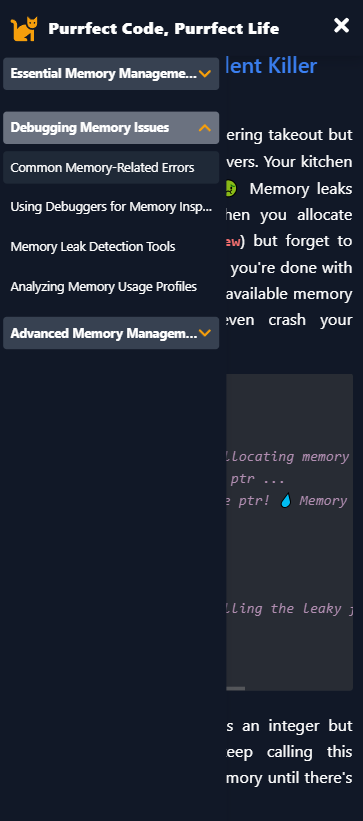 Purrfect Code, Purrfect Life
lent Killer
Essential Memory Manageme...
Debugging Memory Issues
ering takeout but
Common Memory-Related Errors
vers. Your kitchen
Memory leaks
Using Debuggers for Memory Insp...
hen you allocate
ew) but forget to
Memory Leak Detection Tools
you're done with
Analyzing Memory Usage Profiles
available memory
even crash your
Advanced Memory Managem...
llocating memory
ptr ...
ptr! 💧 Memory
lling the leaky
s an integer but
eep calling this
mory until there's